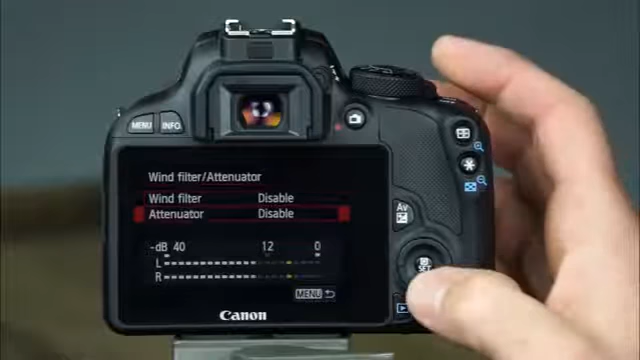 MENU INFO
Wind filter/Attenuator
Wind filter Disable
Attenuator Disable
Av
-dB 40 12 0
L
R
SET
MENU
Canon